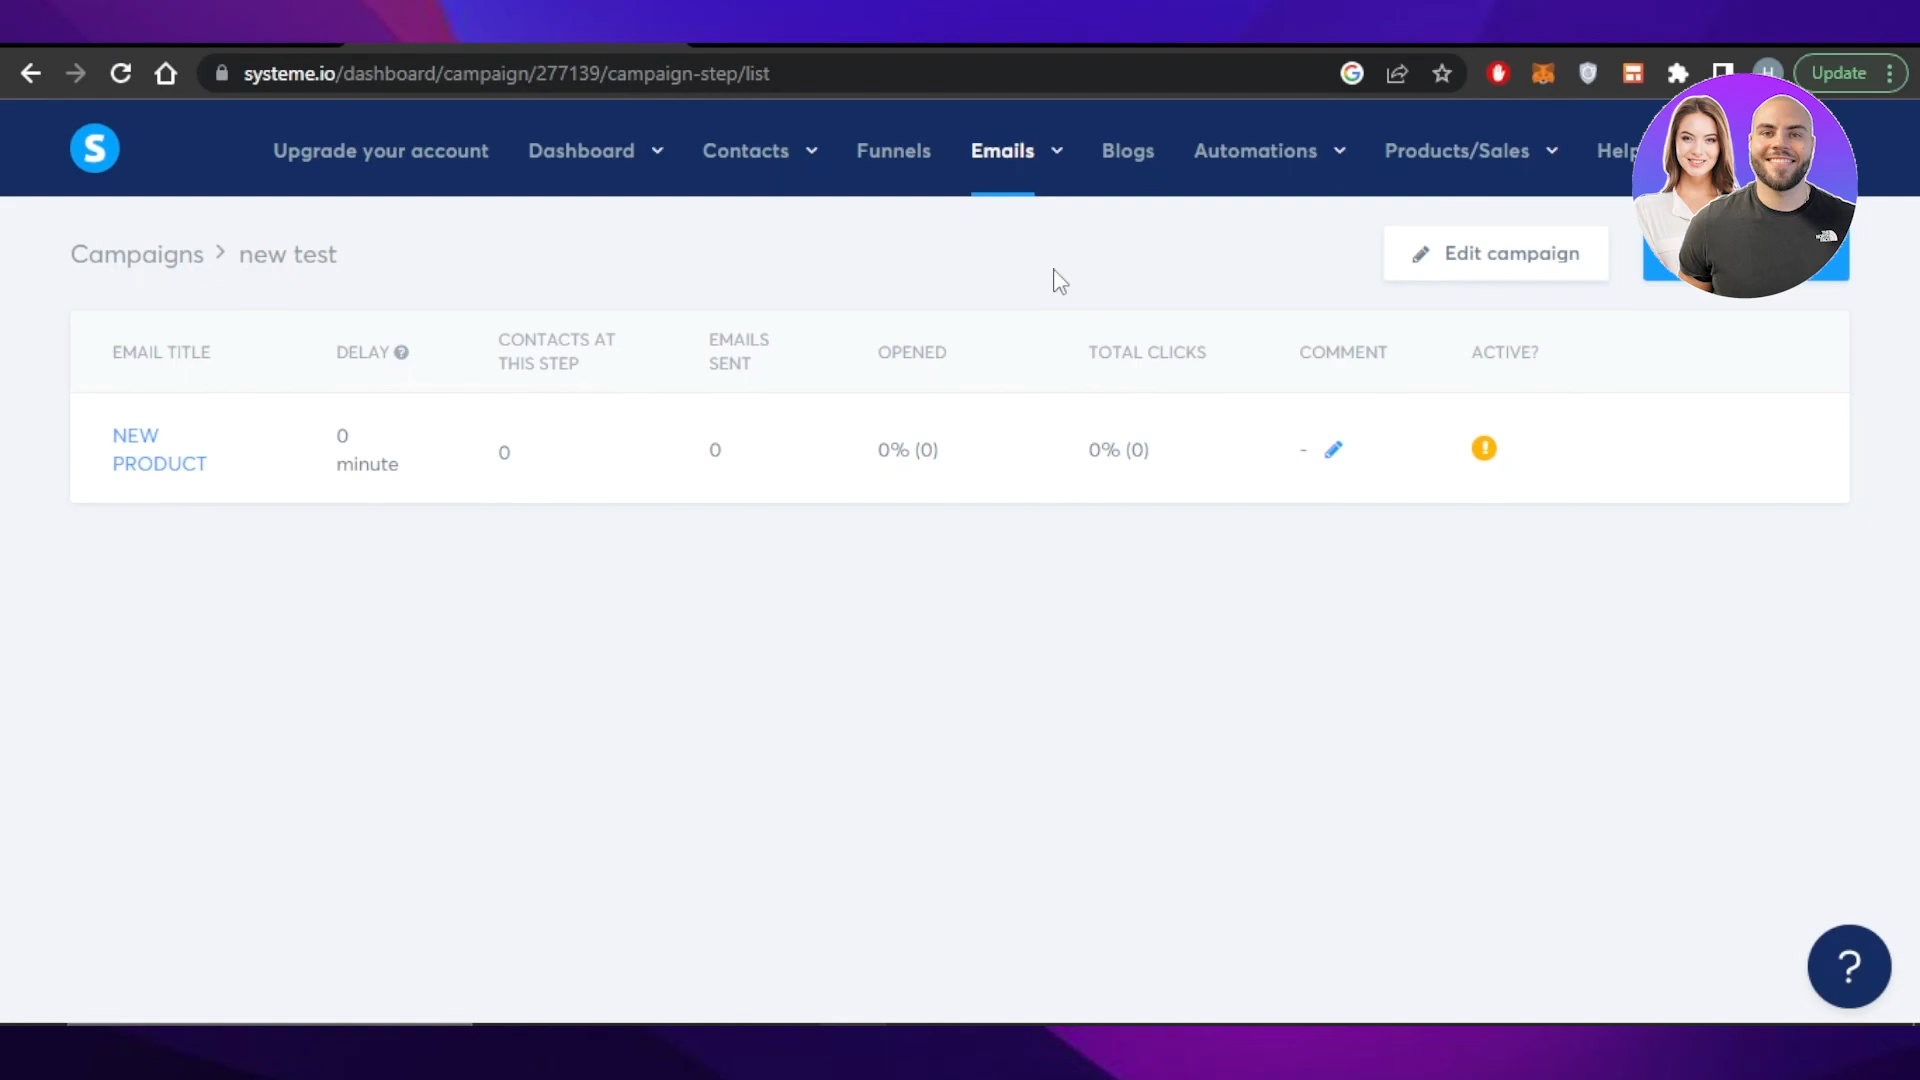 systeme.io/dashboard/campaign/277139/campaign-step/list
Update
S
Upgrade your account
Dashboard
Contacts
Funnels
Emails
Blogs
Automations
Products/Sales
Help
Campaigns > new test
Edit campaign
EMAIL TITLE
DELAY ?
CONTACTS AT
THIS STEP
EMAILS
SENT
OPENED
TOTAL CLICKS
COMMENT
ACTIVE?
NEW
PRODUCT
0
minute
0
0
0% (0)
0% (0)
-
!
?